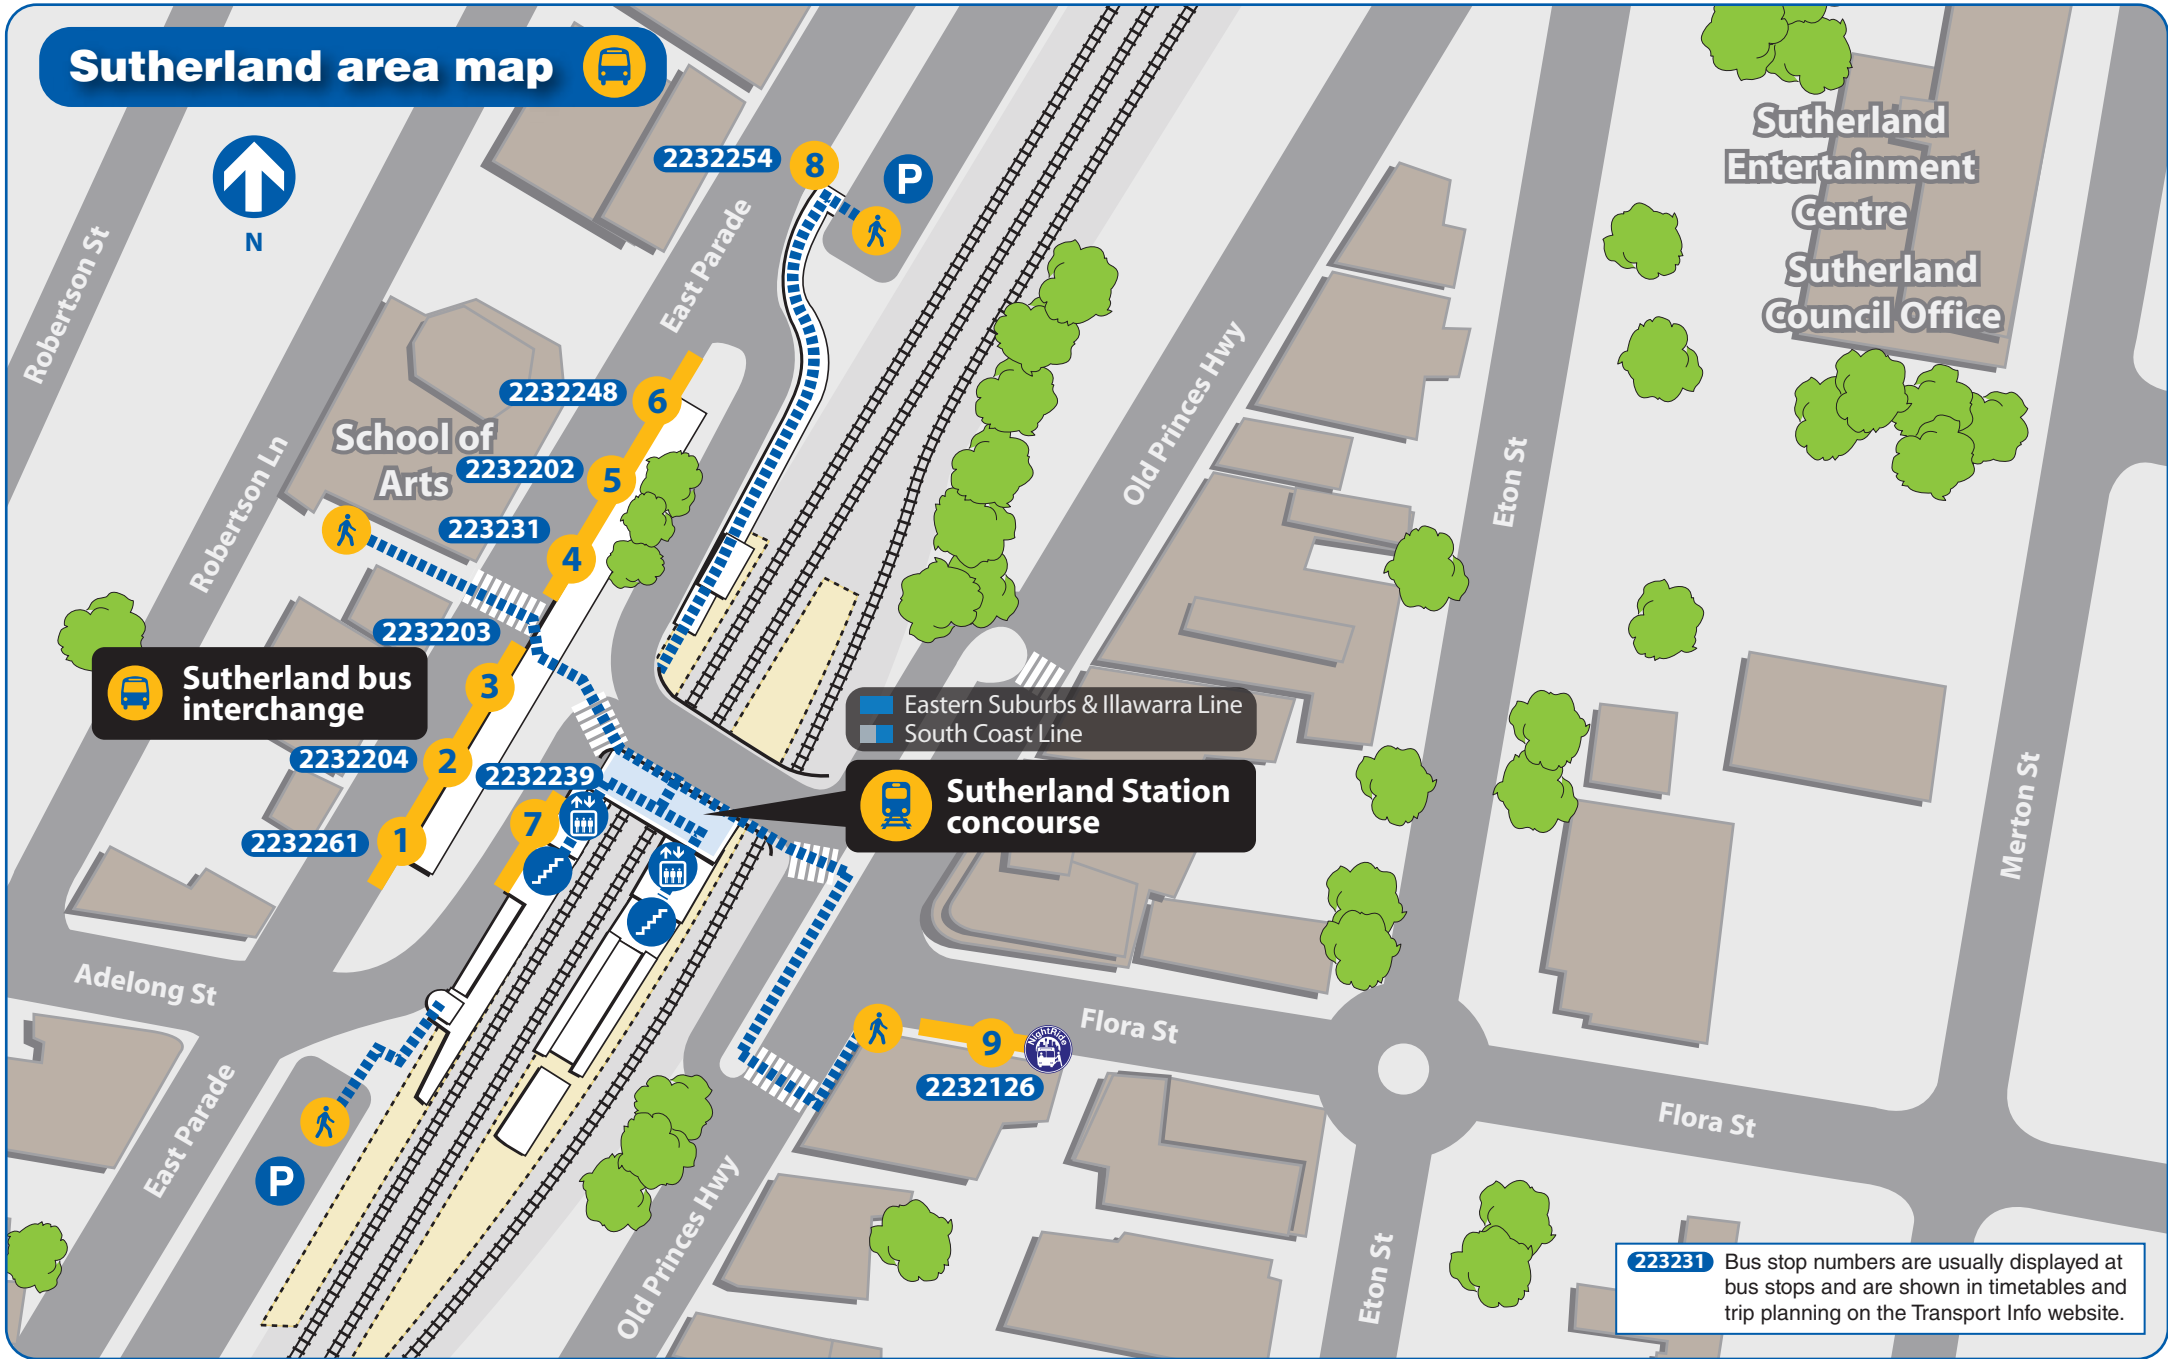 Sutherland area map
N
Robertson St
Robertson Ln
East Parade
2232254
8
P
2232248
6
School of
Arts
2232202
5
223231
4
2232203
3
Sutherland bus
interchange
2232204
2
2232239
7
2232261
1
Adelong St
East Parade
P
Eastern Suburbs & Illawarra Line
South Coast Line
Sutherland Station
concourse
Old Princes Hwy
Old Princes Hwy
Flora St
9
NightRide
2232126
Eton St
Eton St
Flora St
Merton St
Sutherland
Entertainment
Centre
Sutherland
Council Office
223231 Bus stop numbers are usually displayed at
bus stops and are shown in timetables and
trip planning on the Transport Info website.